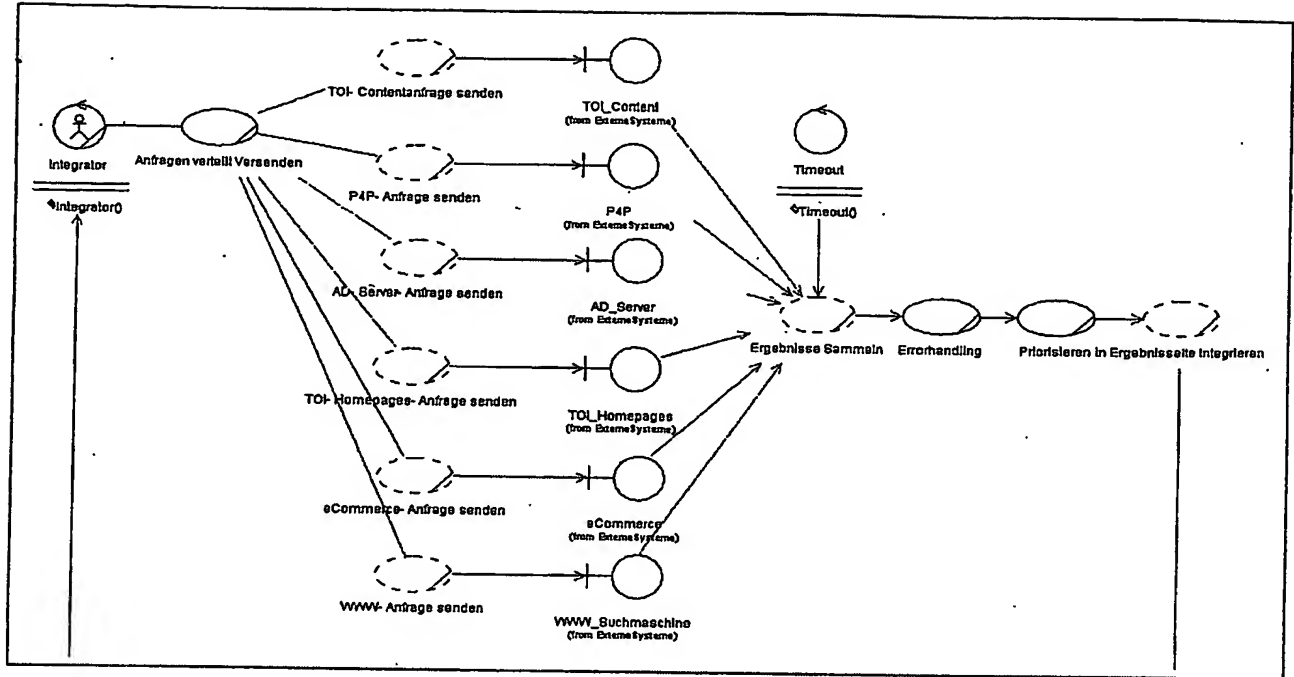 TOI- Contentanfrage senden
TOI_Content
(from ExterneSysteme)
Integrator
Anfragen verteilt Versenden
Timeout
Integrator()
P4P- Anfrage senden
P4P
(from ExterneSysteme)
Timeout()
AD- Server- Anfrage senden
AD_Server
(from ExterneSysteme)
Ergebnisse Sammeln
Errorhandling
Priorisieren in Ergebnisseite Integrieren
TOI- Homepages- Anfrage senden
TOI_Homepages
(from ExterneSysteme)
eCommerce- Anfrage senden
eCommerce
(from ExterneSysteme)
WWW- Anfrage senden
WWW_Suchmaschine
(from ExterneSysteme)